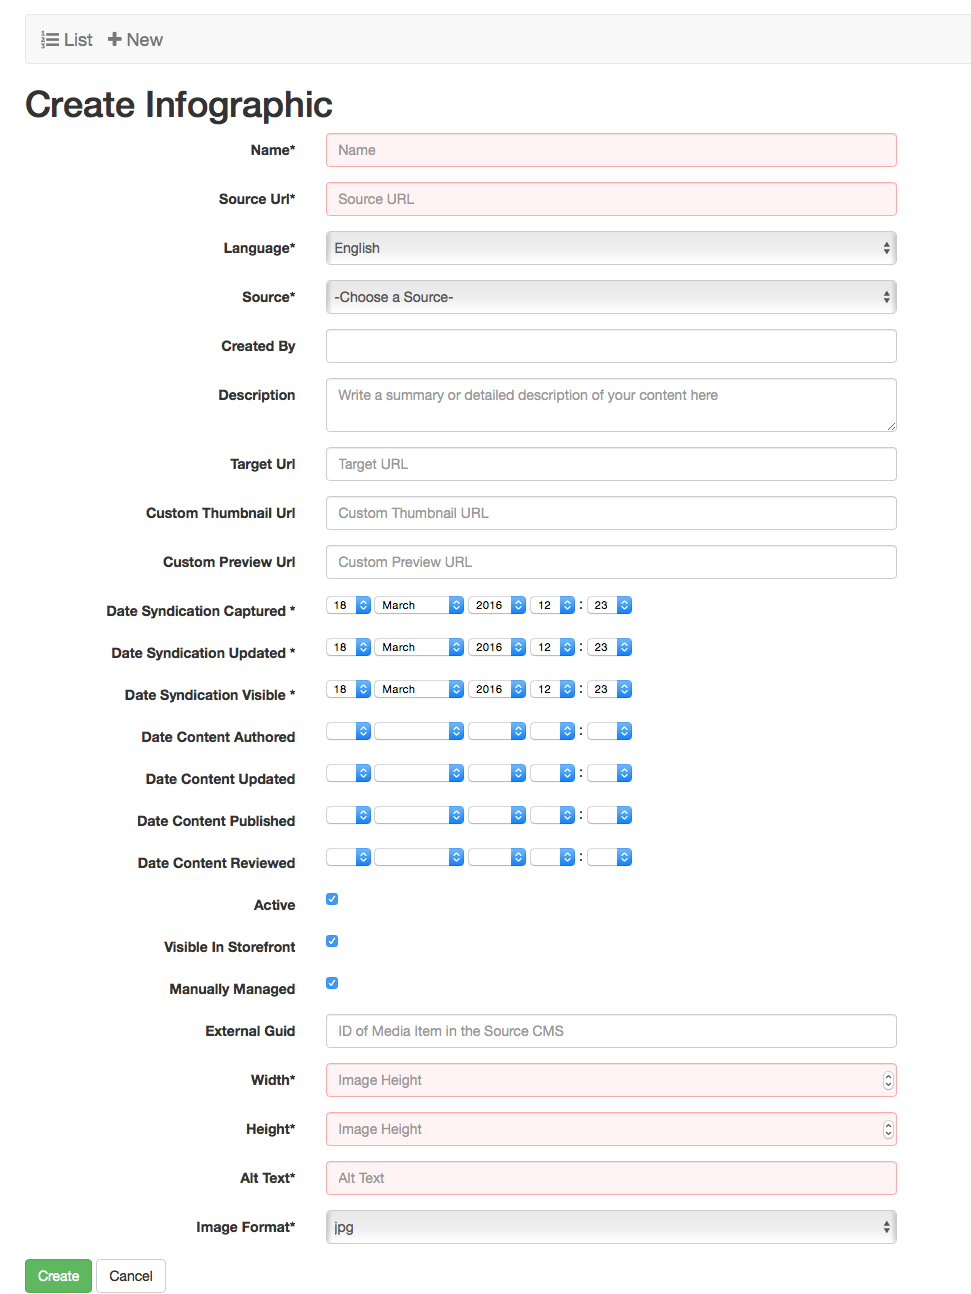 List New
Create Infographic
Name* Name
Source Url* Source URL
Language* English
Source* -Choose a Source-
Created By
Description Write a summary or detailed description of your content here
Target Url Target URL
Custom Thumbnail Url Custom Thumbnail URL
Custom Preview Url Custom Preview URL
Date Syndication Captured * 18 March 2016 12 : 23
Date Syndication Updated * 18 March 2016 12 : 23
Date Syndication Visible * 18 March 2016 12 : 23
Date Content Authored :
Date Content Updated :
Date Content Published :
Date Content Reviewed :
Active
Visible In Storefront
Manually Managed
External Guid ID of Media Item in the Source CMS
Width* Image Height
Height* Image Height
Alt Text* Alt Text
Image Format* jpg
Create Cancel